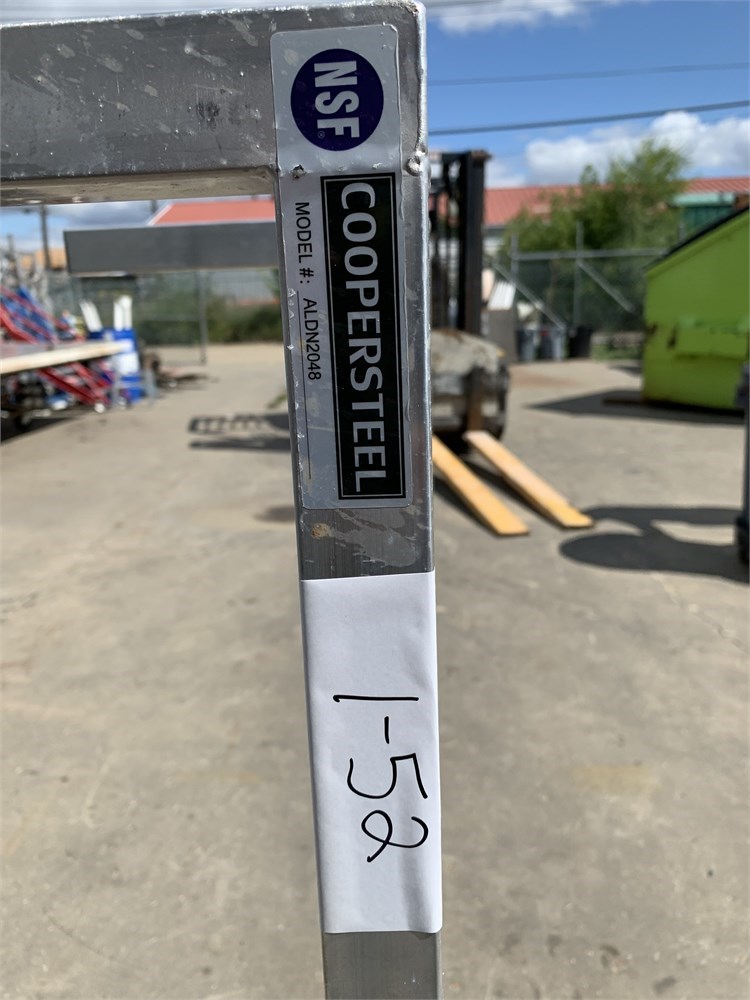 NSF
COOPERSTEEL
MODEL #: ALDN2048
1-52